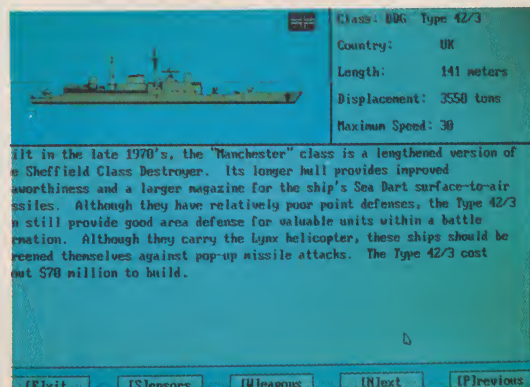 Class: DDG Type 42/3
Country: UK
Length: 141 meters
Displacement: 3550 tons
Maximum Speed: 30
ilt in the late 1970's, the "Manchester" class is a lengthened version of
e Sheffield Class Destroyer. Its longer hull provides improved
aworthiness and a larger magazine for the ship's Sea Dart surface-to-air
ssiles. Although they have relatively poor point defenses, the Type 42/3
n still provide good area defense for valuable units within a battle
rmation. Although they carry the Lynx helicopter, these ships should be
reened themselves against pop-up missile attacks. The Type 42/3 cost
out $70 million to build.
[E]xit [S]ensors [W]eapons [N]ext [P]revious